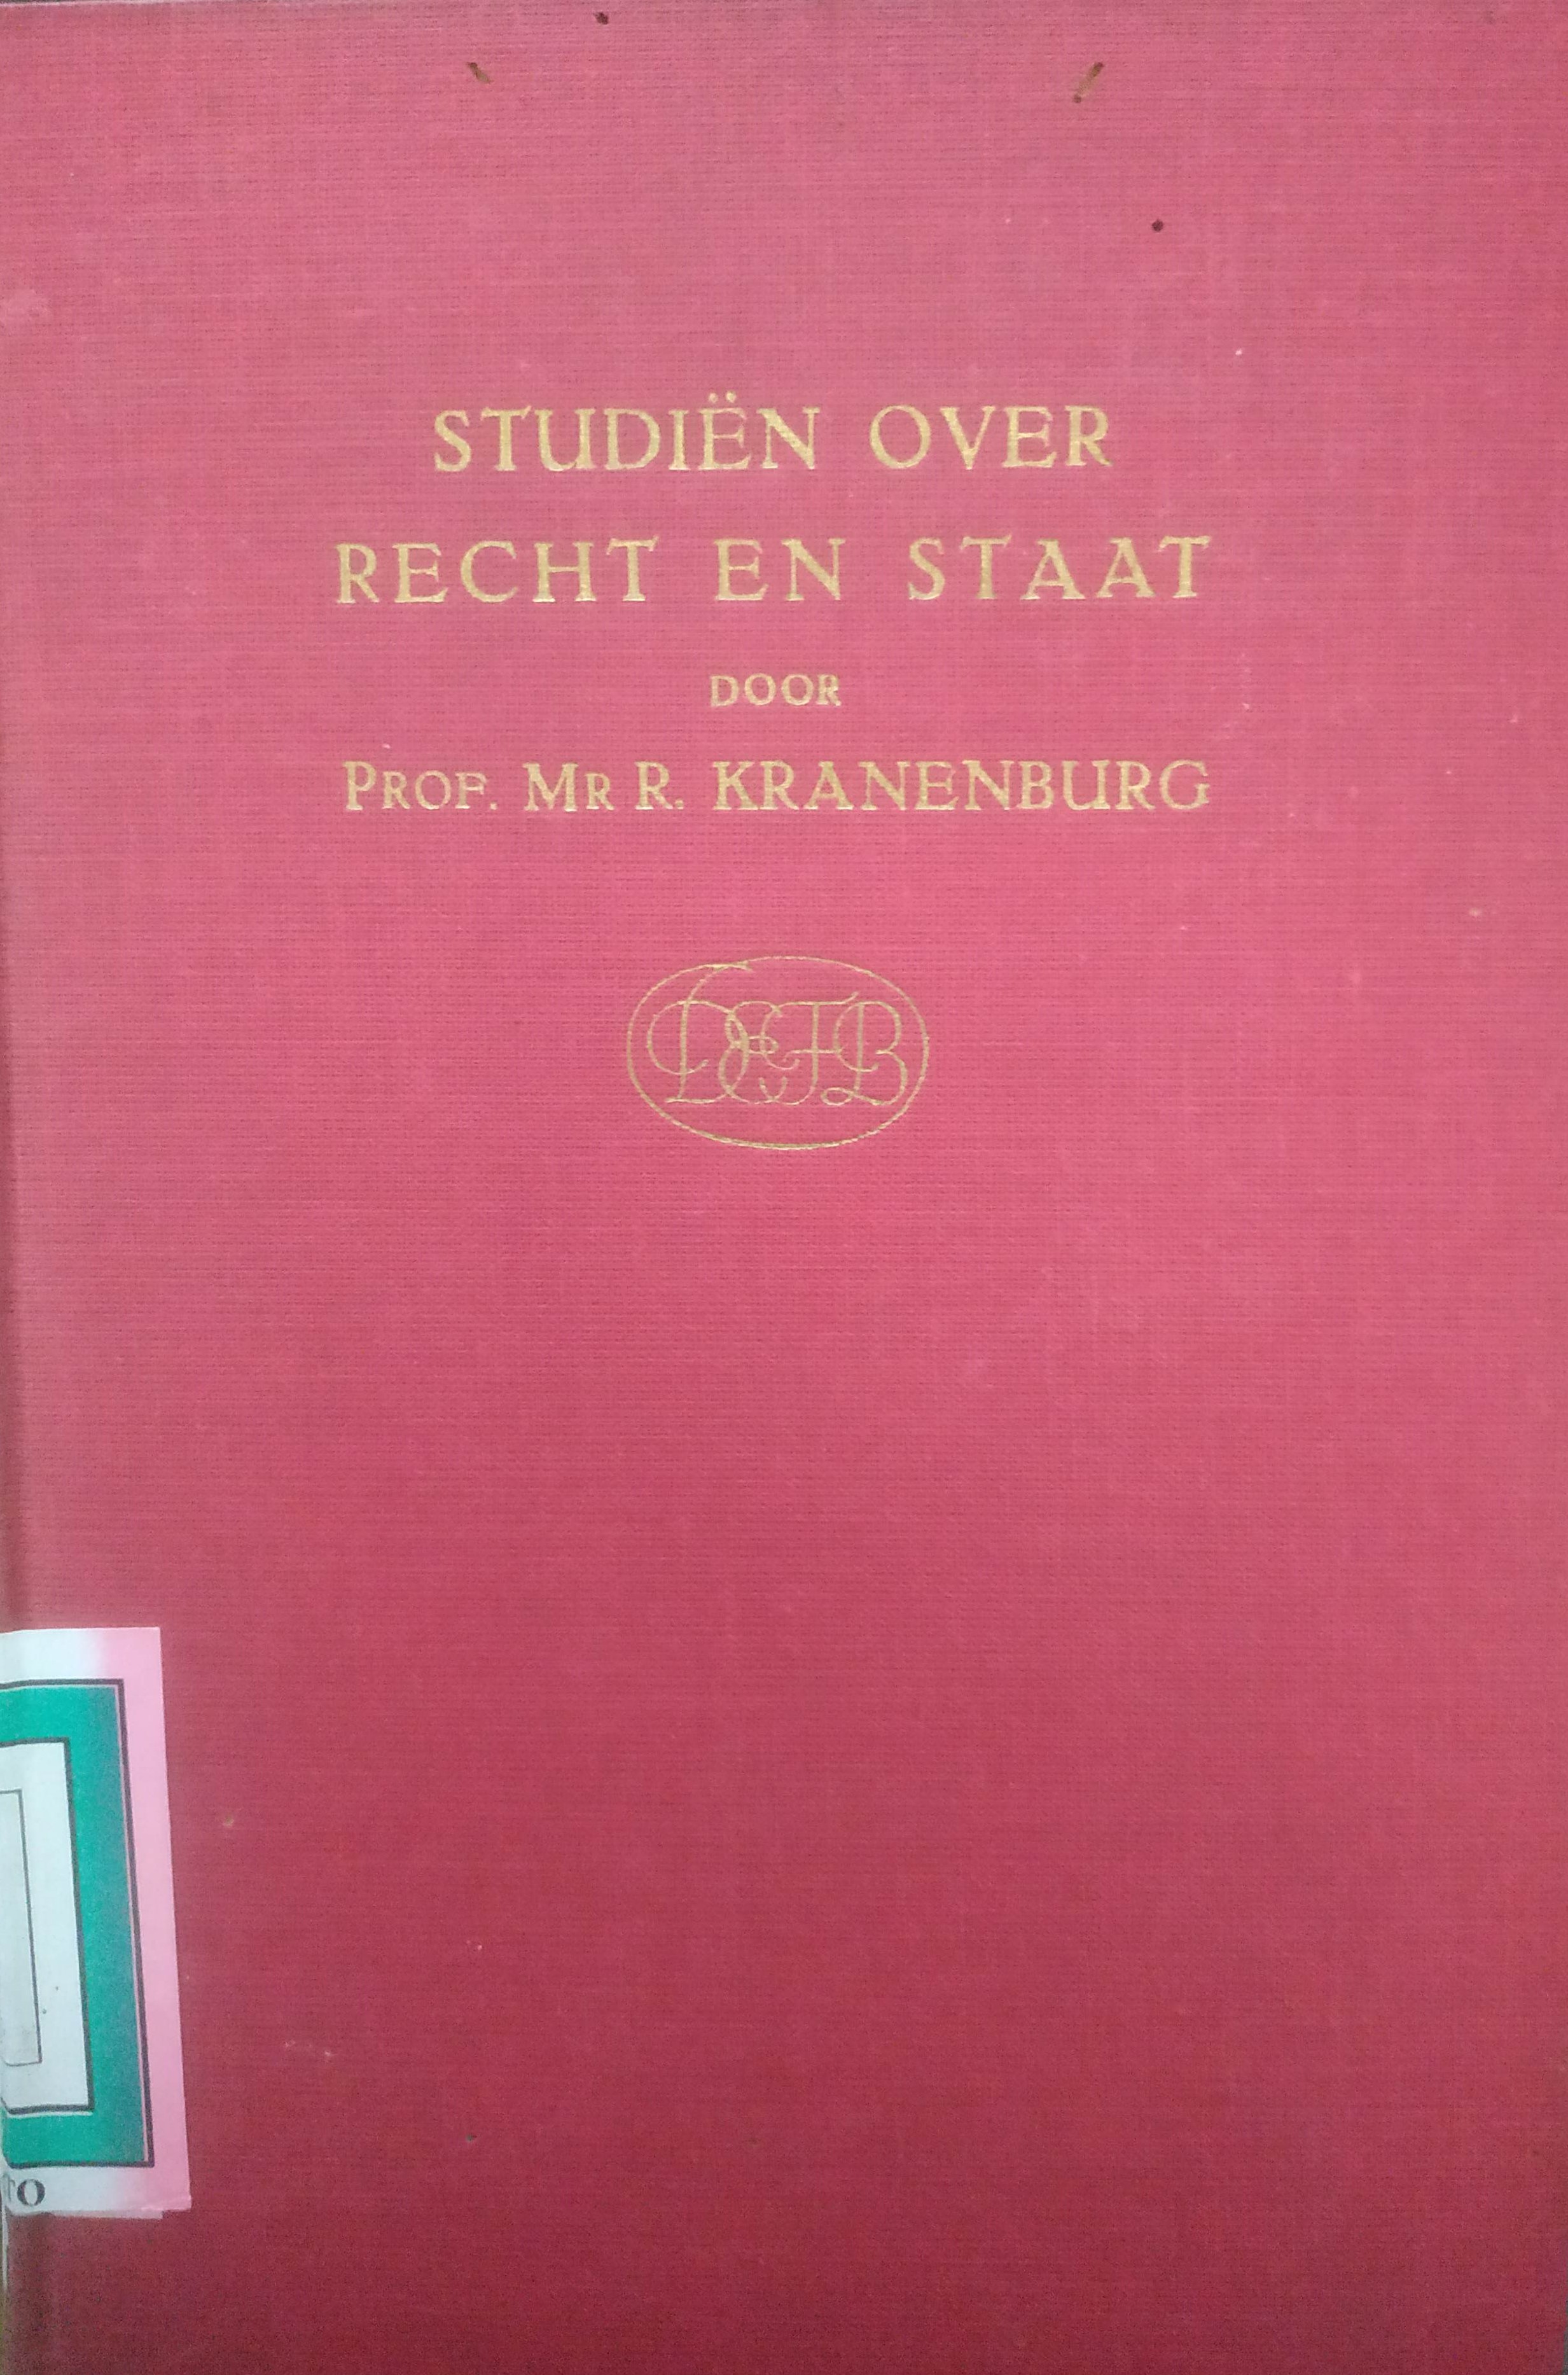 STUDIËN OVER
RECHT EN STAAT
DOOR
PROF. MR R. KRANENBURG